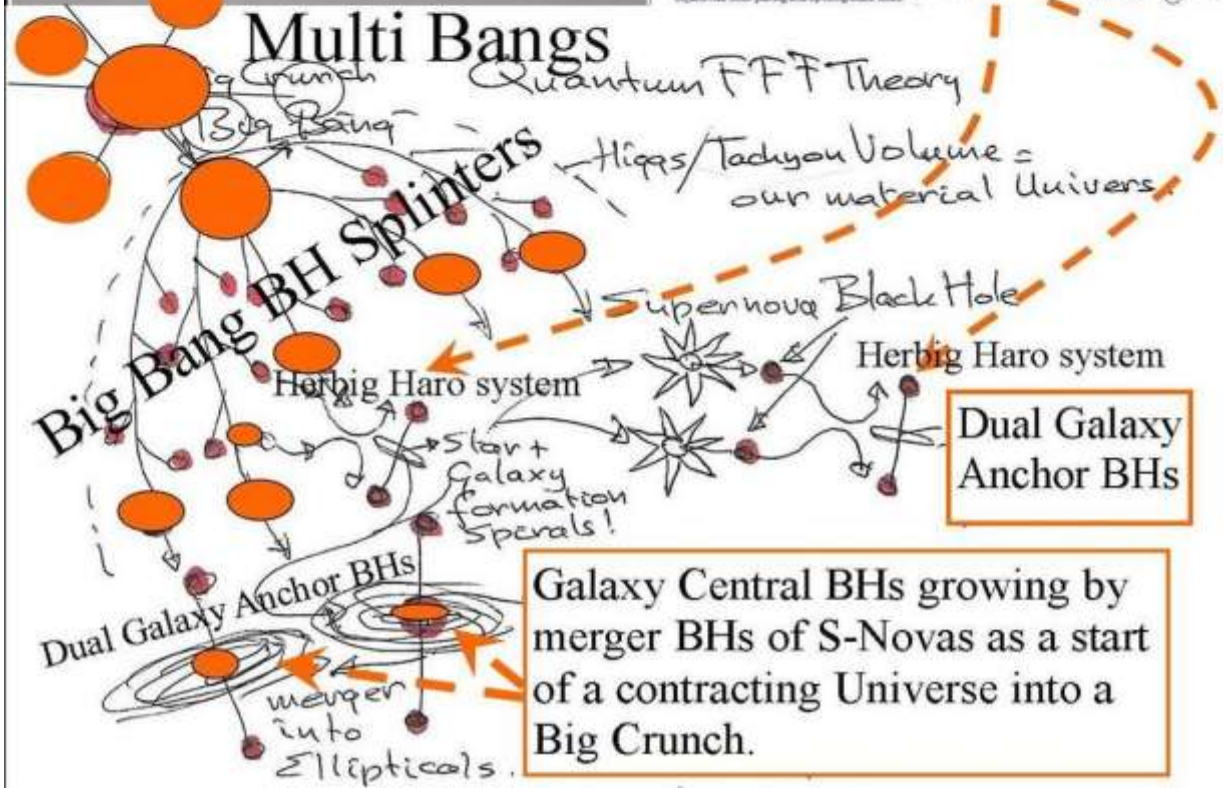 Multi Bangs
Big Crunch
Big Bang
Quantum FFF Theory
Higgs/Tachyon Volume =
our material Univers.
Big Bang BH Splinters
Supernova Black Hole
Herbig Haro system
Herbig Haro system
Dual Galaxy
Anchor BHs
Star +
Galaxy
formation
Spirals!
Dual Galaxy Anchor BHs
Galaxy Central BHs growing by
merger BHs of S-Novas as a start
of a contracting Universe into a
Big Crunch.
merger
into
Ellipticals.